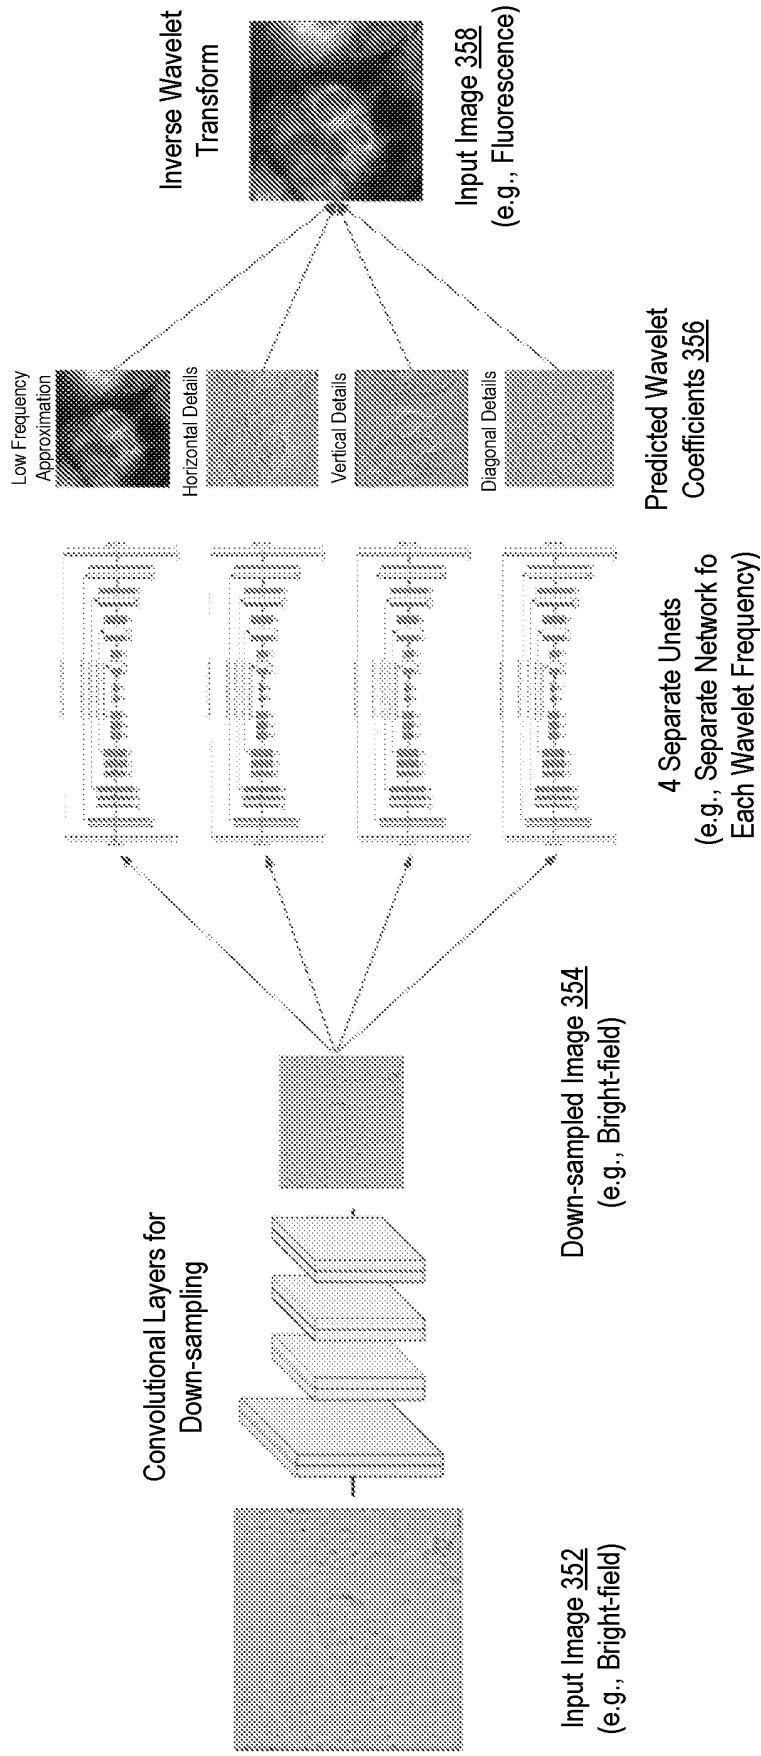 Input Image 352
(e.g., Bright-field)
Convolutional Layers for
Down-sampling
Down-sampled Image 354
(e.g., Bright-field)
4 Separate Unets
(e.g., Separate Network fo
Each Wavelet Frequency)
Low Frequency
Approximation
Horizontal Details
Vertical Details
Diagonal Details
Predicted Wavelet
Coefficients 356
Inverse Wavelet
Transform
Input Image 358
(e.g., Fluorescence)